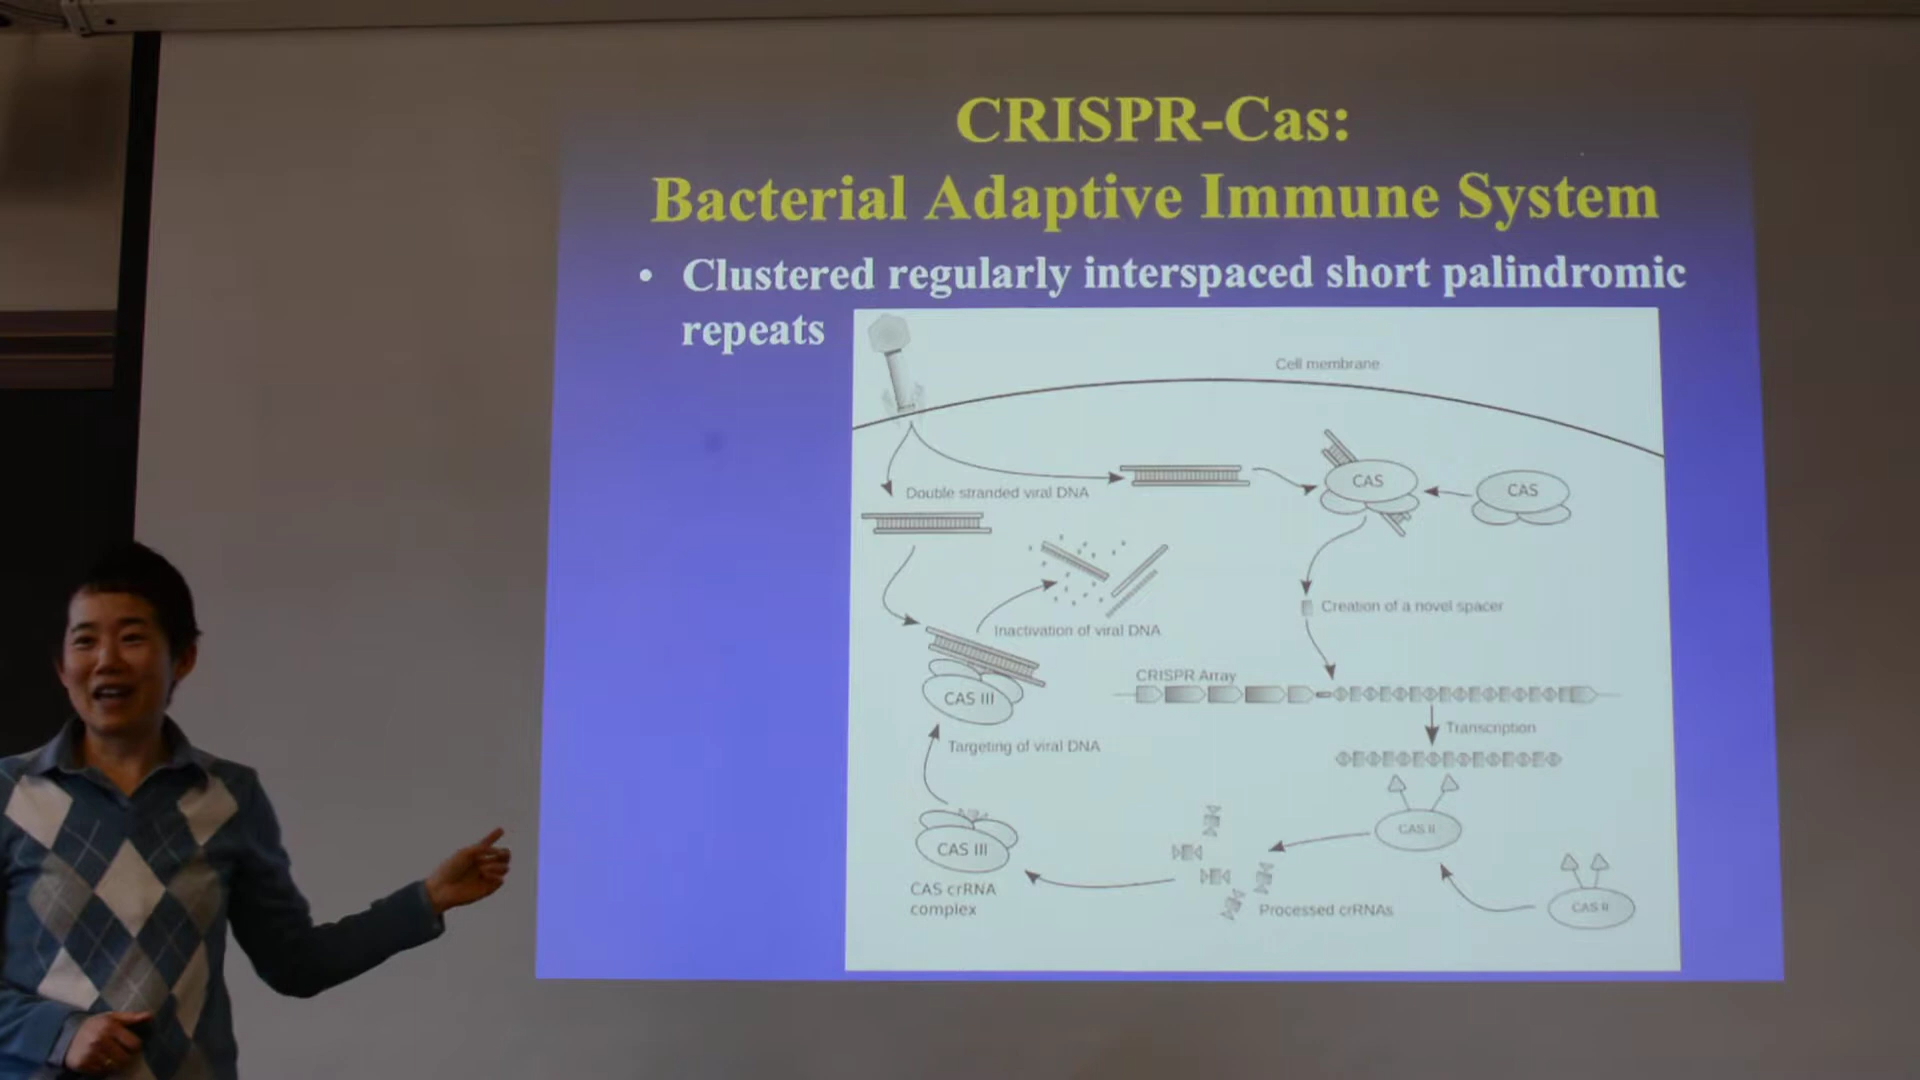 CRISPR-Cas:
Bacterial Adaptive Immune System
• Clustered regularly interspaced short palindromic
repeats
Cell membrane
CAS
CAS
Double stranded viral DNA
Creation of a novel spacer
Inactivation of viral DNA
CRISPR Array
CAS III
Transcription
Targeting of viral DNA
CAS II
CAS III
CAS crRNA
complex
Processed crRNAs
CAS II